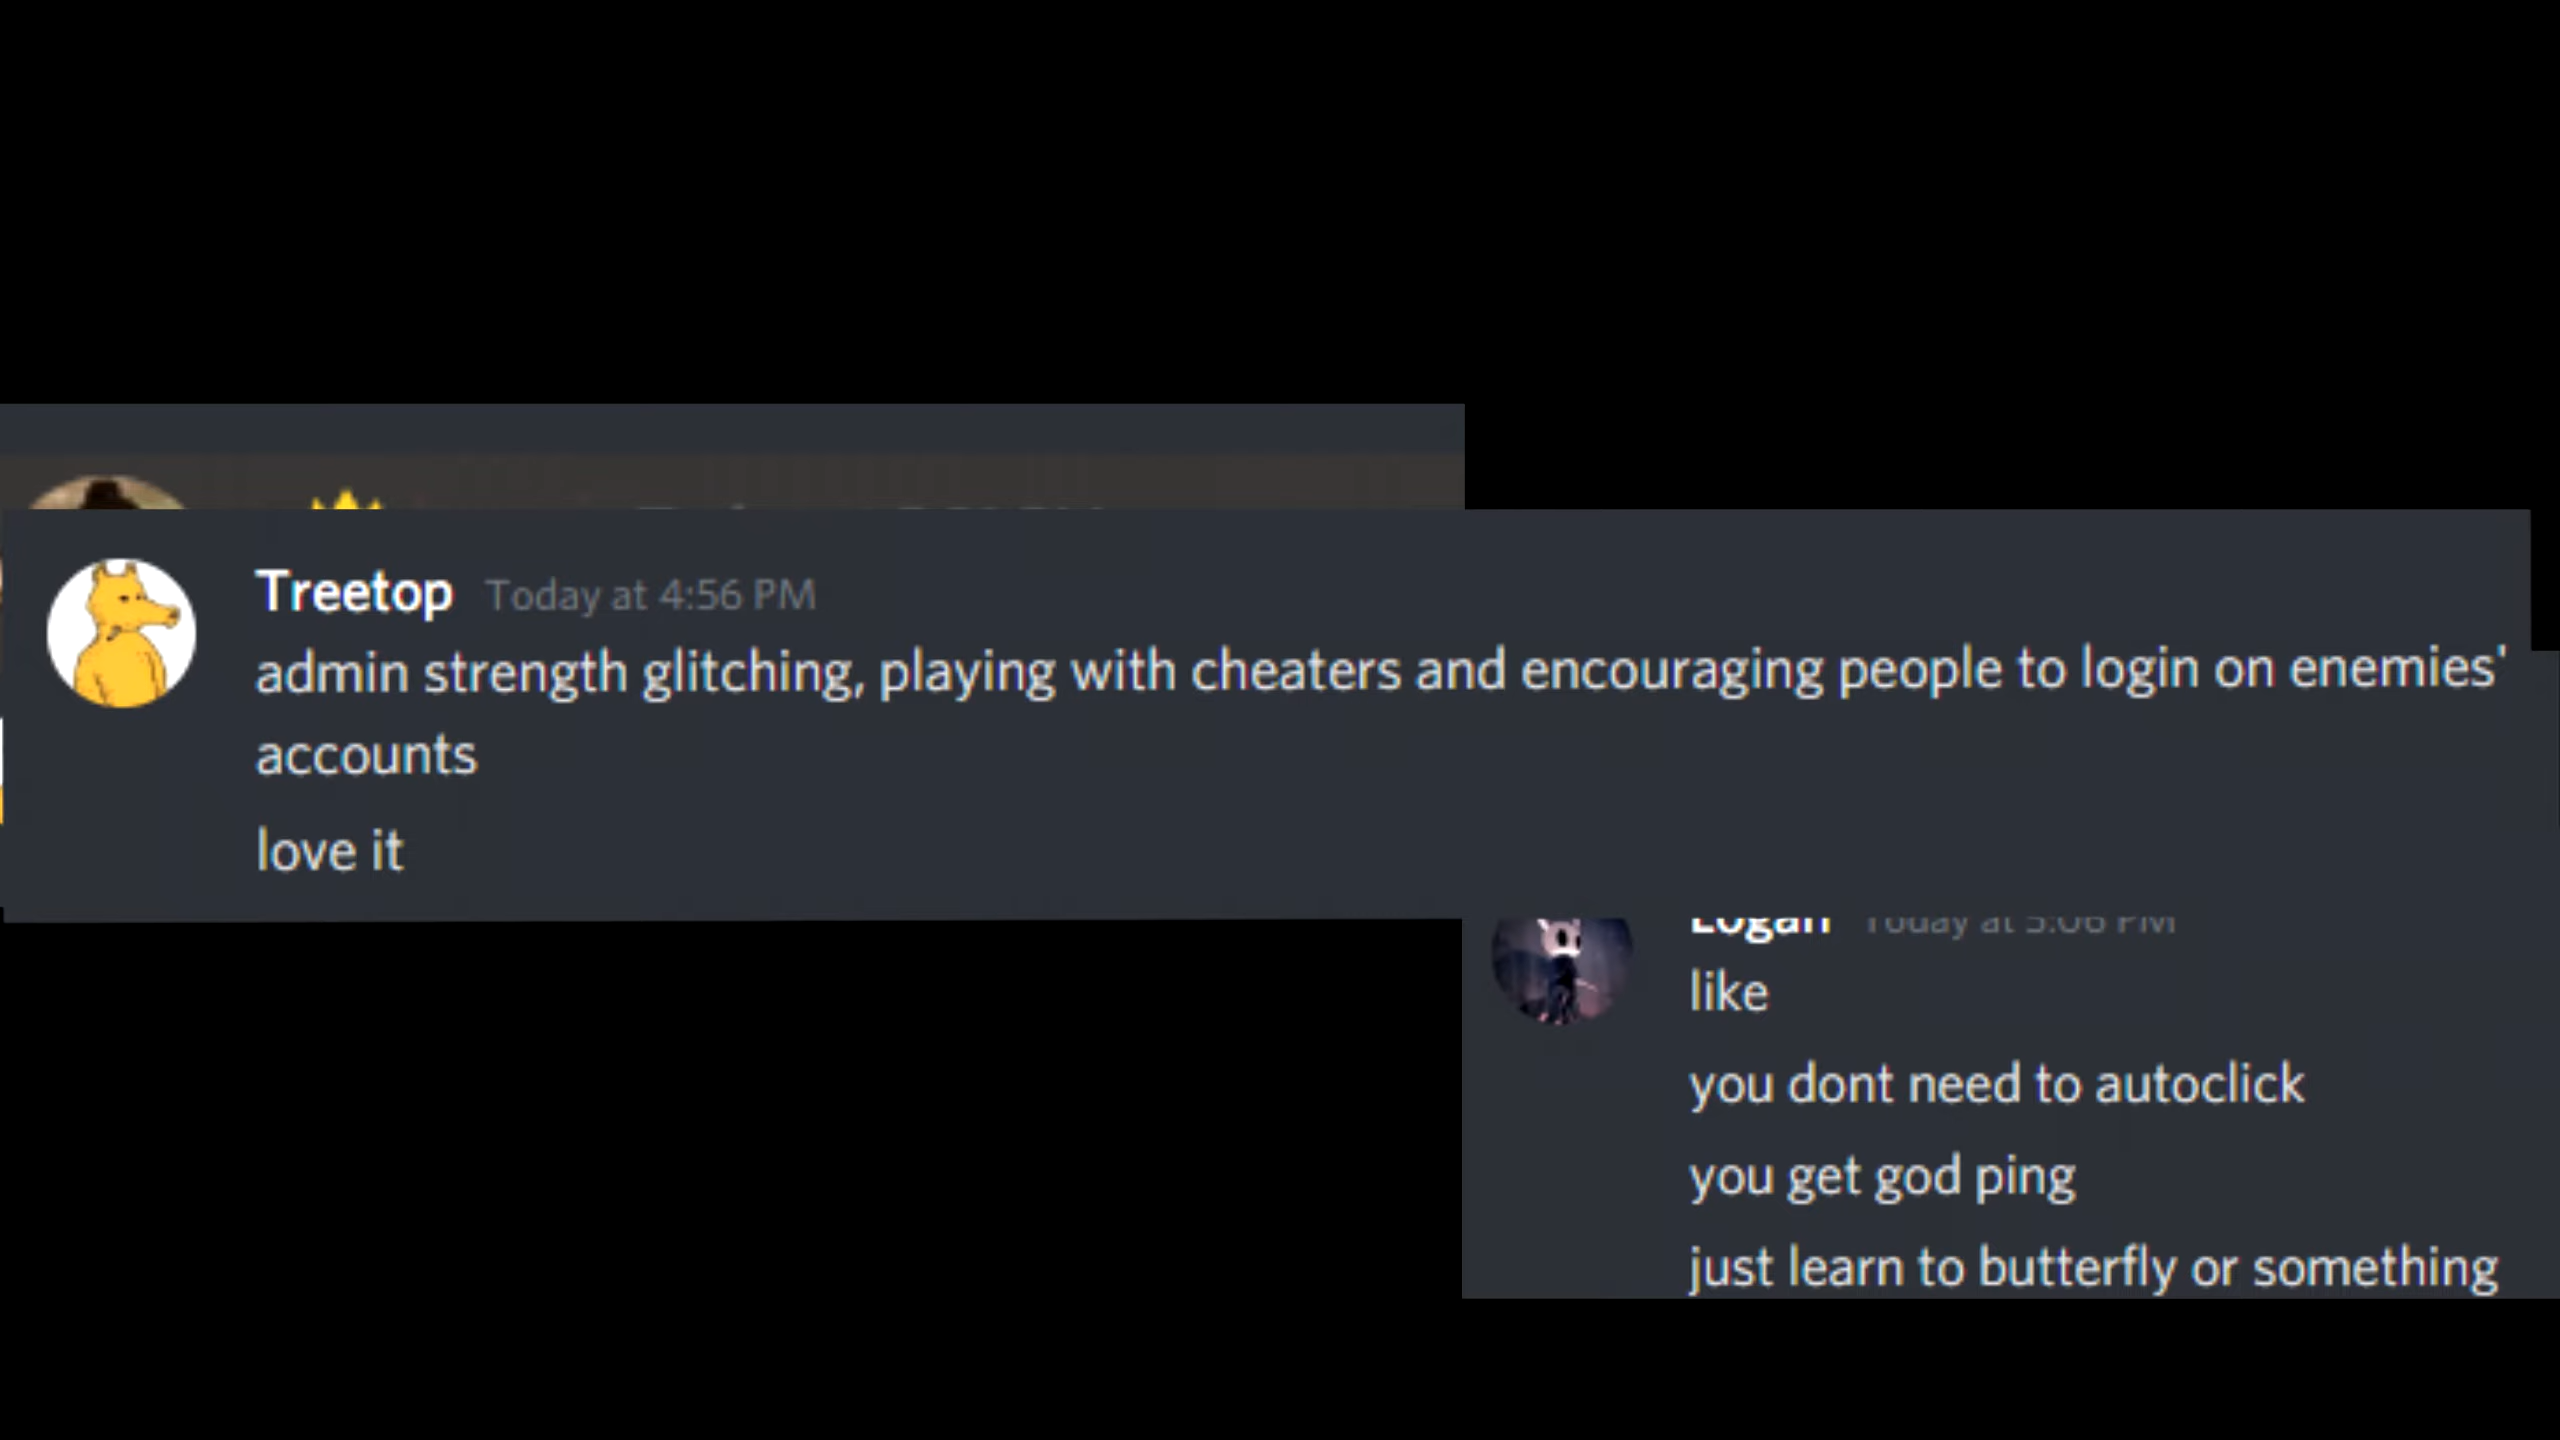 Treetop Today at 4:56 PM
admin strength glitching, playing with cheaters and encouraging people to login on enemies'
accounts
love it
Logan Today at 5:06 PM
like
you dont need to autoclick
you get god ping
just learn to butterfly or something